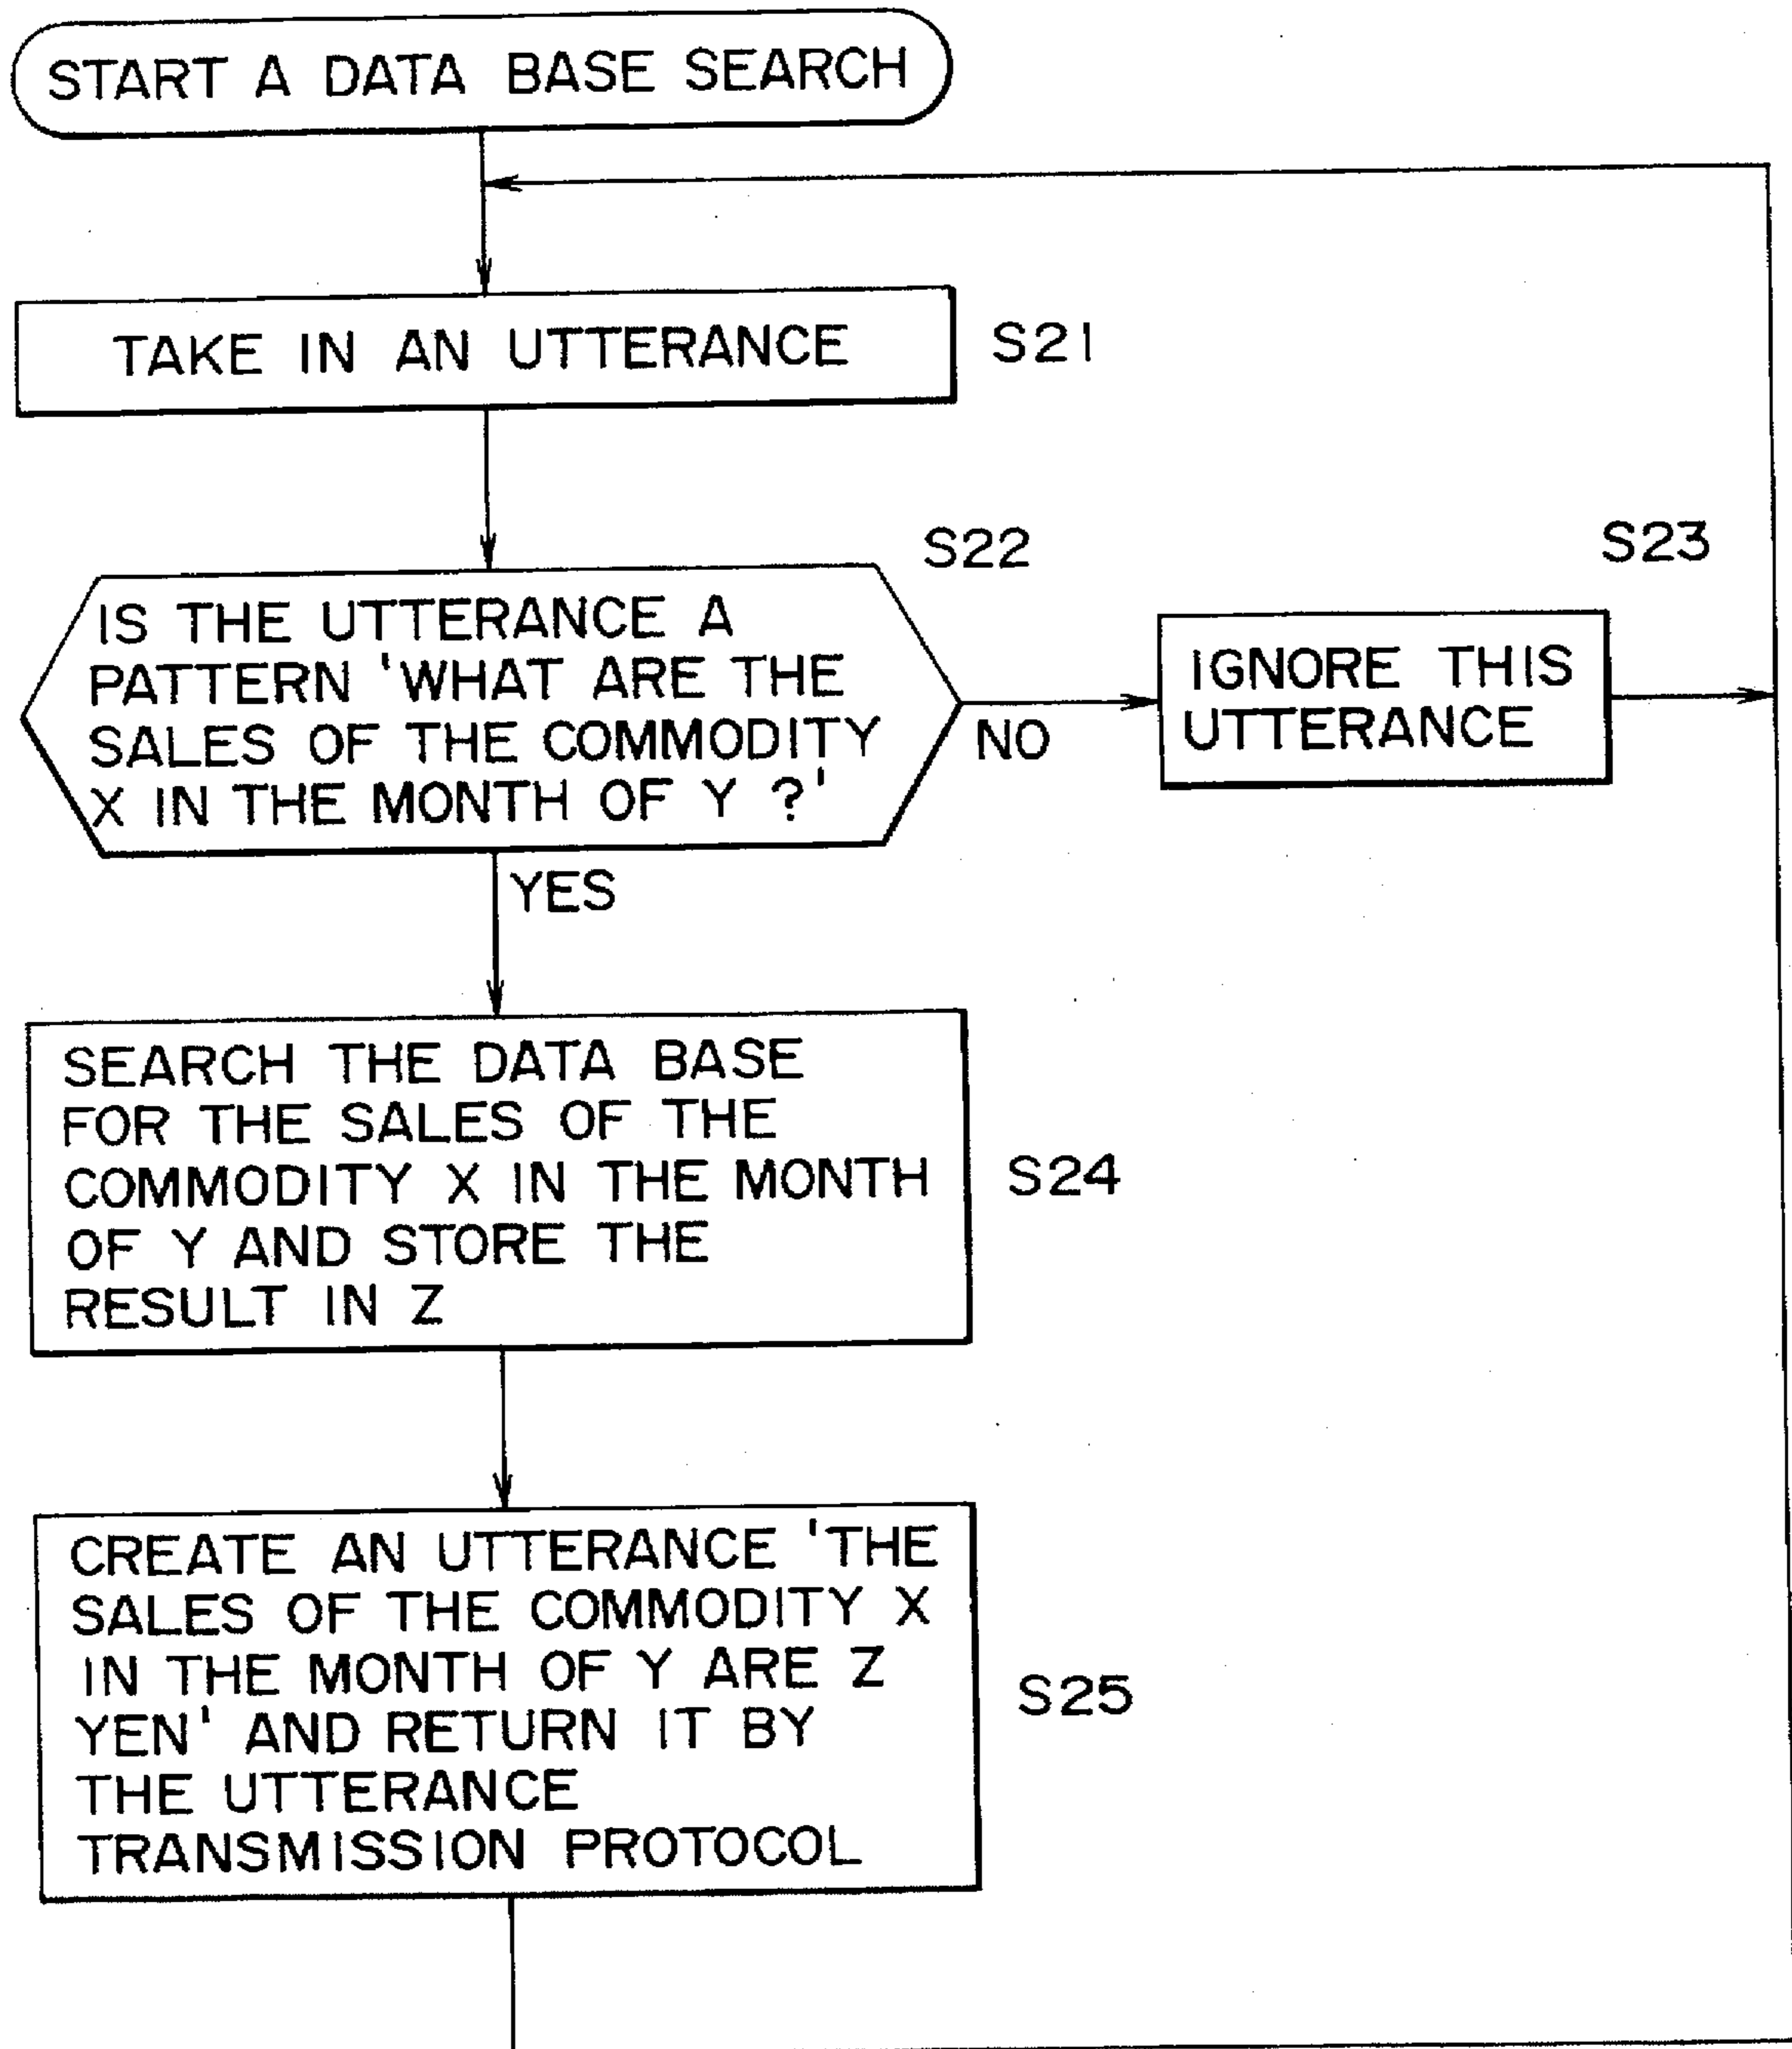 START A DATA BASE SEARCH
TAKE IN AN UTTERANCE
S21
S22
IS THE UTTERANCE A
PATTERN 'WHAT ARE THE
SALES OF THE COMMODITY
X IN THE MONTH OF Y ?'
NO
S23
IGNORE THIS
UTTERANCE
YES
SEARCH THE DATA BASE
FOR THE SALES OF THE
COMMODITY X IN THE MONTH
OF Y AND STORE THE
RESULT IN Z
S24
CREATE AN UTTERANCE 'THE
SALES OF THE COMMODITY X
IN THE MONTH OF Y ARE Z
YEN' AND RETURN IT BY
THE UTTERANCE
TRANSMISSION PROTOCOL
S25